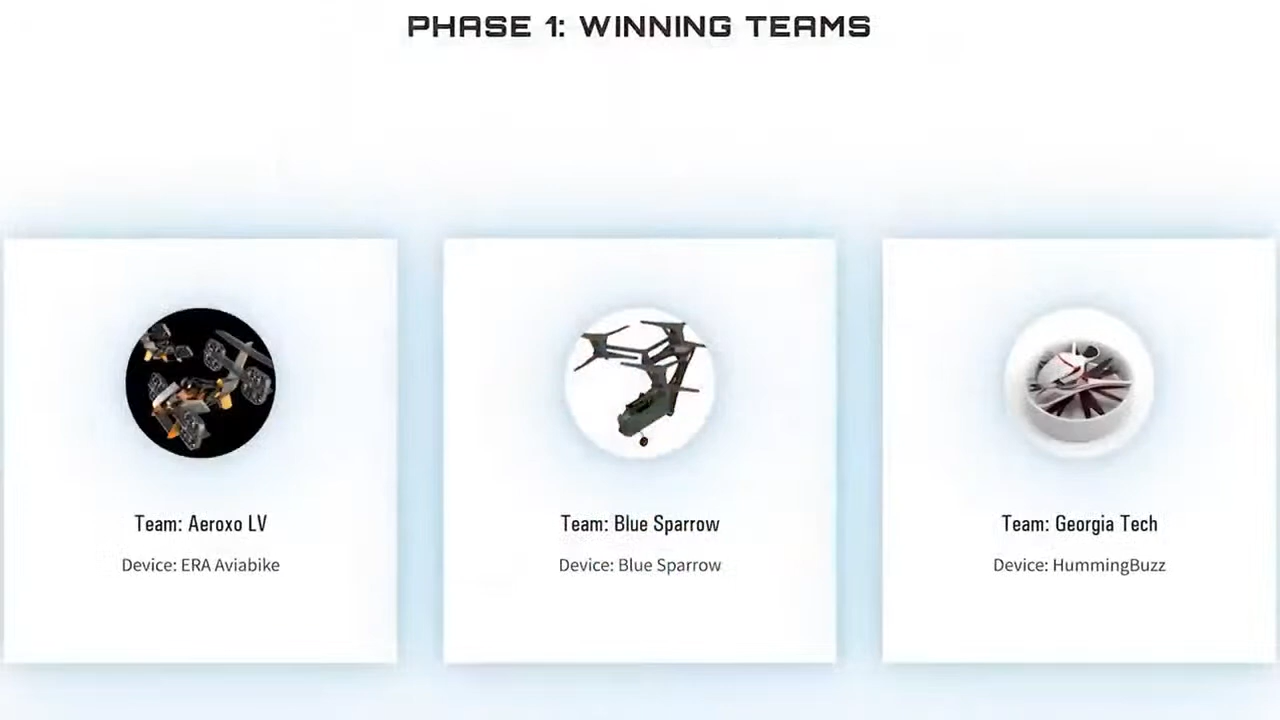 PHASE 1: WINNING TEAMS
Team: Aeroxo LV
Device: ERA Aviabike
Team: Blue Sparrow
Device: Blue Sparrow
Team: Georgia Tech
Device: HummingBuzz